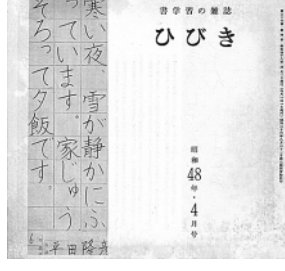 書学習の雑誌
ひびき
昭和
48
年・4
月号
寒い夜、雪が静かにふ
っています。家じゅう
そろって夕飯です。
平田隆